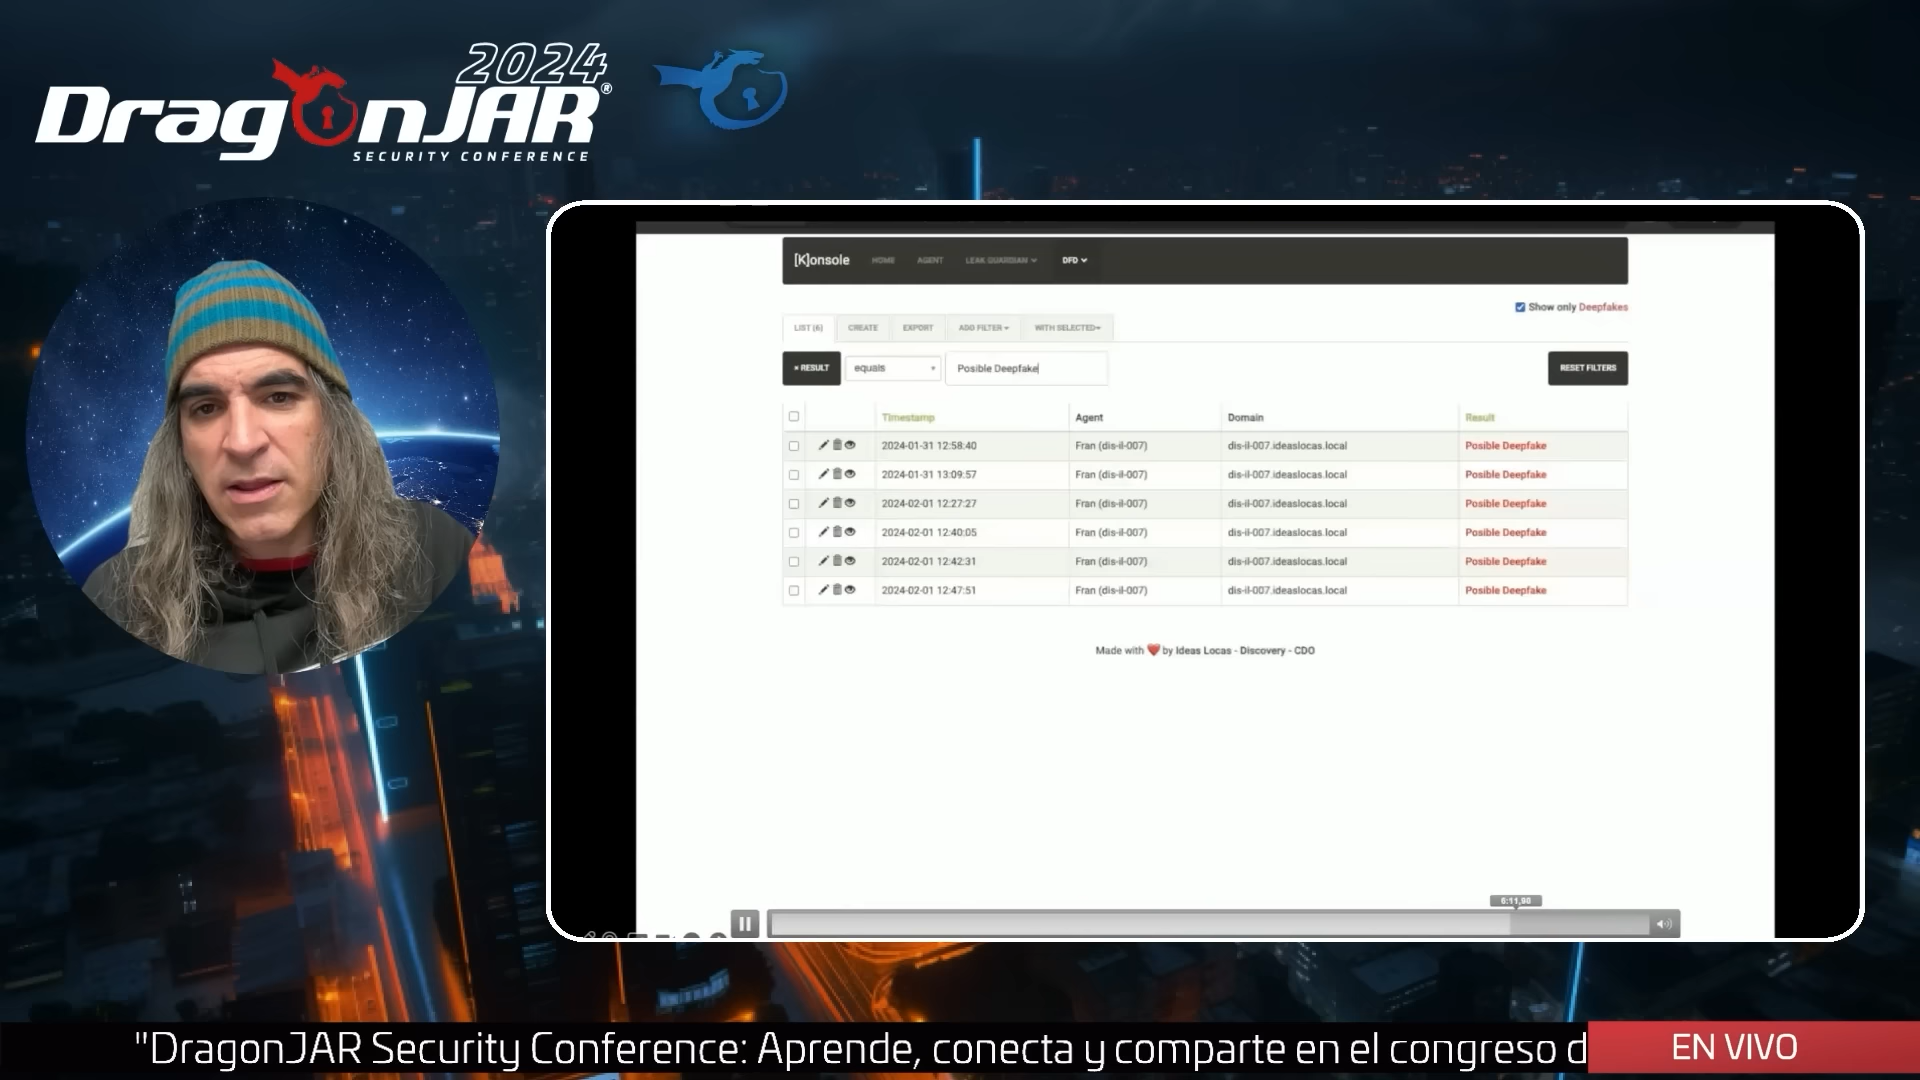 2024
DragonJAR®
SECURITY CONFERENCE
[K]onsole HOME AGENT LEAK GUARDIAN DFD
Show only Deepfakes
LIST (6) CREATE EXPORT ADD FILTER WITH SELECTED
× RESULT equals Posible Deepfake RESET FILTERS
Timestamp Agent Domain Result
2024-01-31 12:58:40 Fran (dis-il-007) dis-il-007.ideaslocas.local Posible Deepfake
2024-01-31 13:09:57 Fran (dis-il-007) dis-il-007.ideaslocas.local Posible Deepfake
2024-02-01 12:27:27 Fran (dis-il-007) dis-il-007.ideaslocas.local Posible Deepfake
2024-02-01 12:40:05 Fran (dis-il-007) dis-il-007.ideaslocas.local Posible Deepfake
2024-02-01 12:42:31 Fran (dis-il-007) dis-il-007.ideaslocas.local Posible Deepfake
2024-02-01 12:47:51 Fran (dis-il-007) dis-il-007.ideaslocas.local Posible Deepfake
Made with ❤ by Ideas Locas - Discovery - CDO
6:11,98
"DragonJAR Security Conference: Aprende, conecta y comparte en el congreso d
EN VIVO